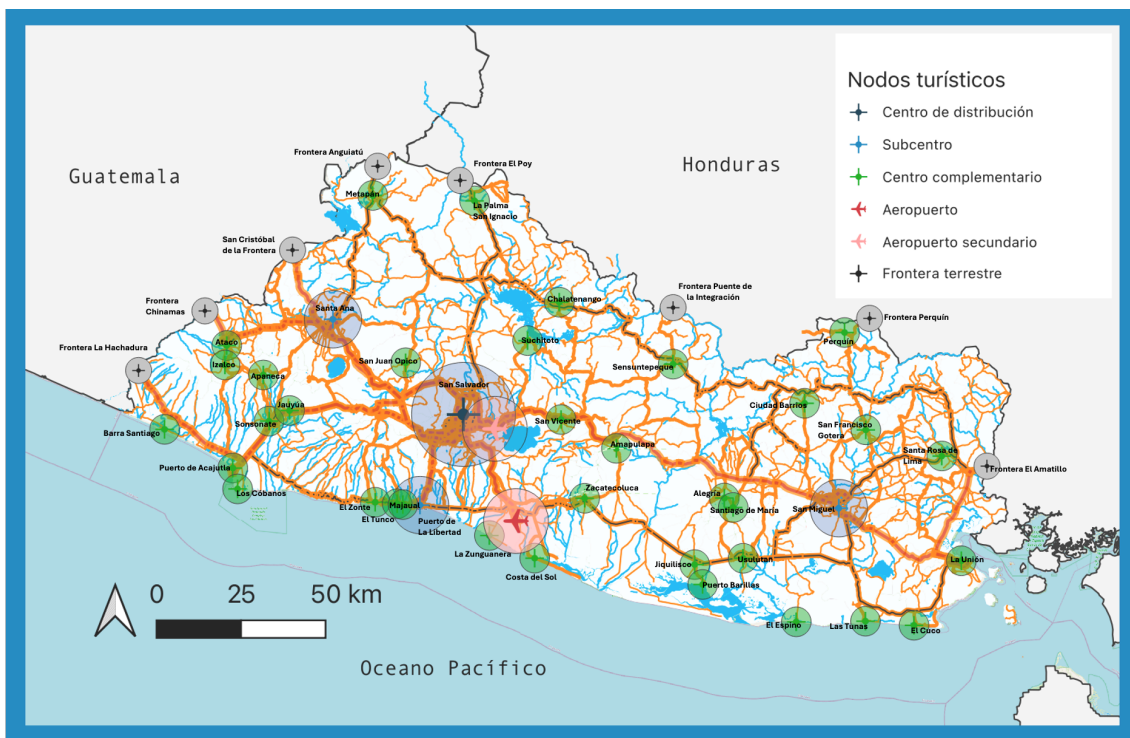 Nodos turísticos
Centro de distribución
Subcentro
Centro complementario
Aeropuerto
Aeropuerto secundario
Frontera terrestre
Guatemala
Honduras
Frontera Anguiatú
Frontera El Poy
Metapán
La Palma
San Ignacio
San Cristóbal
de la Frontera
Frontera
Chinamas
Santa Ana
Chalatenango
Frontera Puente de
la Integración
Frontera Perquín
Perquín
Frontera La Hachadura
Ataco
Izalco
Apaneca
San Juan Opico
Suchitoto
Sensuntepeque
San Salvador
Juayúa
Sonsonate
Barra Santiago
San Vicente
Ciudad Barrios
San Francisco
Gotera
Amapulapa
Santa Rosa de
Lima
Frontera El Amatillo
Puerto de Acajutla
Los Cóbanos
El Zonte
El Tunco
Majaual
Puerto de
La Libertad
Zacatecoluca
Alegría
Santiago de María
San Miguel
La Zunganera
Costa del Sol
Jiquilisco
Usulután
Puerto Barillas
La Unión
El Espino
Las Tunas
El Cuco
0 25 50 km
Oceano Pacífico